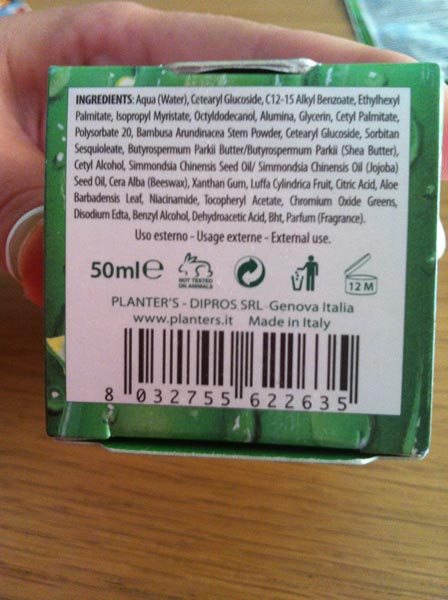 INGREDIENTS: Aqua (Water), Cetearyl Glucoside, C12-15 Alkyl Benzoate, Ethylhexyl
Palmitate, Isopropyl Myristate, Octyldodecanol, Alumina, Glycerin, Cetyl Palmitate,
Polysorbate 20, Bambusa Arundinacea Stem Powder, Cetearyl Glucoside, Sorbitan
Sesquioleate, Butyrospermum Parkii Butter/Butyrospermum Parkii (Shea Butter),
Cetyl Alcohol, Simmondsia Chinensis Seed Oil/ Simmondsia Chinensis Oil (Jojoba)
Seed Oil, Cera Alba (Beeswax), Xanthan Gum, Luffa Cylindrica Fruit, Citric Acid, Aloe
Barbadensis Leaf, Niacinamide, Tocopheryl Acetate, Chromium Oxide Greens,
Disodium Edta, Benzyl Alcohol, Dehydroacetic Acid, Bht, Parfum (Fragrance).
Uso esterno - Usage externe - External use.
50ml e
NOT TESTED
ON ANIMALS
12 M
PLANTER'S - DIPROS SRL Genova Italia
www.planters.it Made in Italy
8 032755 622635